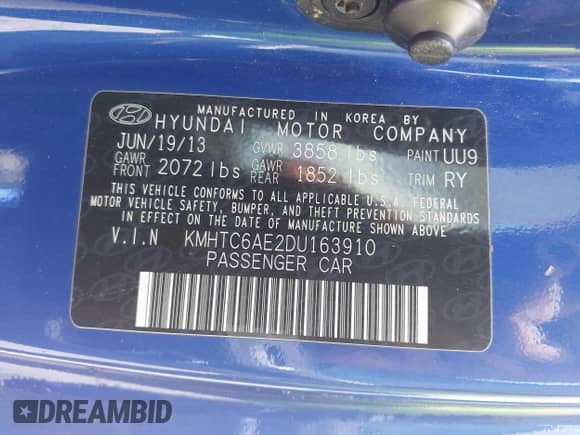 MANUFACTURED IN KOREA BY
HYUNDAI MOTOR COMPANY
JUN/19/13 GVWR 3858 lbs PAINT UU9
GAWR FRONT 2072 lbs GAWR REAR 1852 lbs TRIM RY
THIS VEHICLE CONFORMS TO ALL APPLICABLE U.S.A. FEDERAL
MOTOR VEHICLE SAFETY, BUMPER, AND THEFT PREVENTION STANDARDS
IN EFFECT ON THE DATE OF MANUFACTURE SHOWN ABOVE
V.I.N KMHTC6AE2DU163910
PASSENGER CAR
DREAMBID